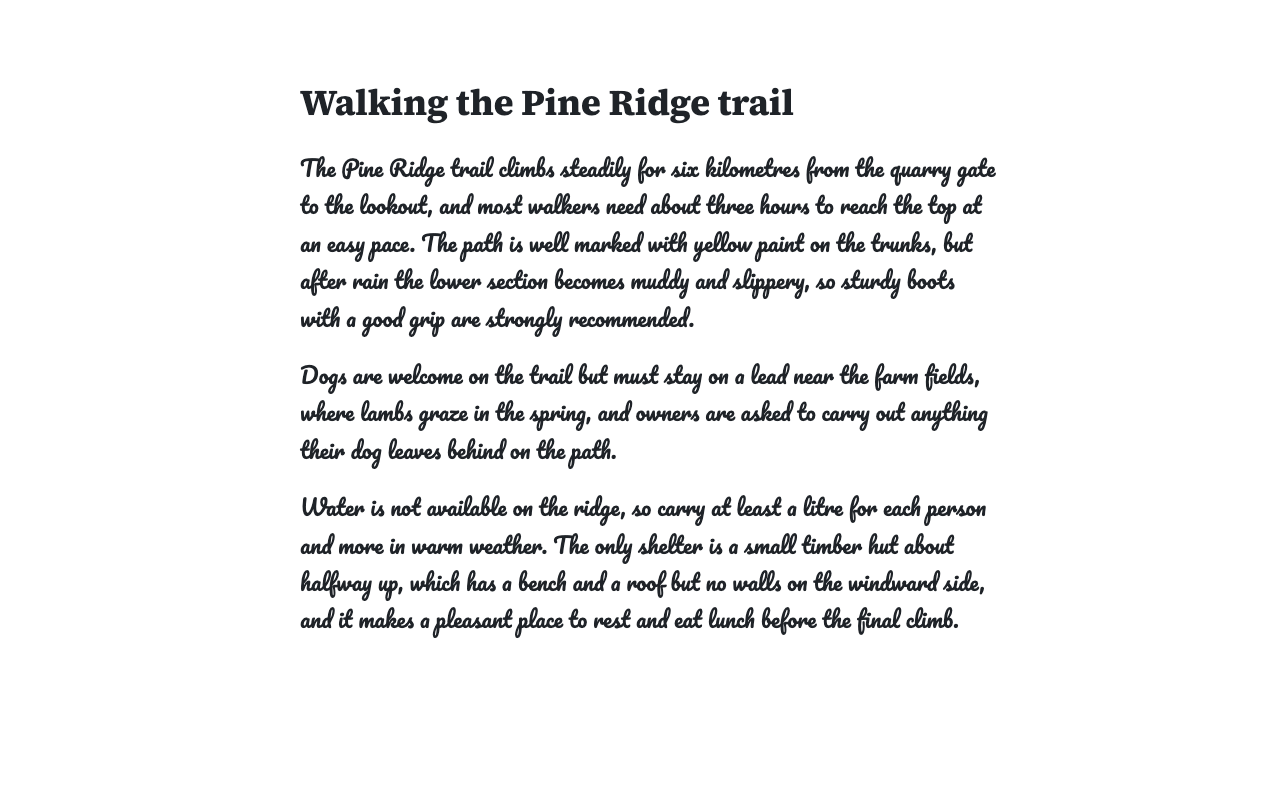 Walking the Pine Ridge trail
The Pine Ridge trail climbs steadily for six kilometres from the quarry gate
to the lookout, and most walkers need about three hours to reach the top at
an easy pace. The path is well marked with yellow paint on the trunks, but
after rain the lower section becomes muddy and slippery, so sturdy boots
with a good grip are strongly recommended.
Dogs are welcome on the trail but must stay on a lead near the farm fields,
where lambs graze in the spring, and owners are asked to carry out anything
their dog leaves behind on the path.
Water is not available on the ridge, so carry at least a litre for each person
and more in warm weather. The only shelter is a small timber hut about
halfway up, which has a bench and a roof but no walls on the windward side,
and it makes a pleasant place to rest and eat lunch before the final climb.